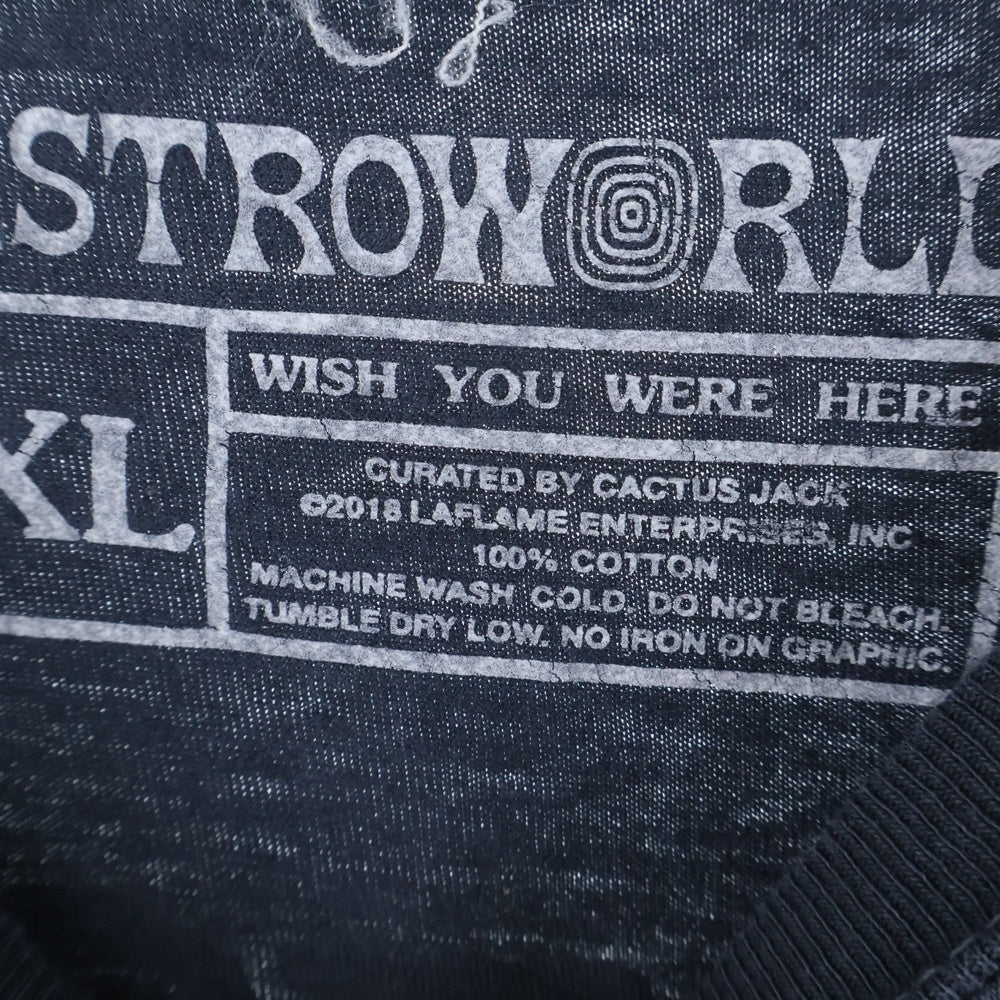 STROWORLD
WISH YOU WERE HERE
XL
CURATED BY CACTUS JACK
©2018 LAFLAME ENTERPRISES, INC
100% COTTON
MACHINE WASH COLD. DO NOT BLEACH.
TUMBLE DRY LOW. NO IRON ON GRAPHIC.